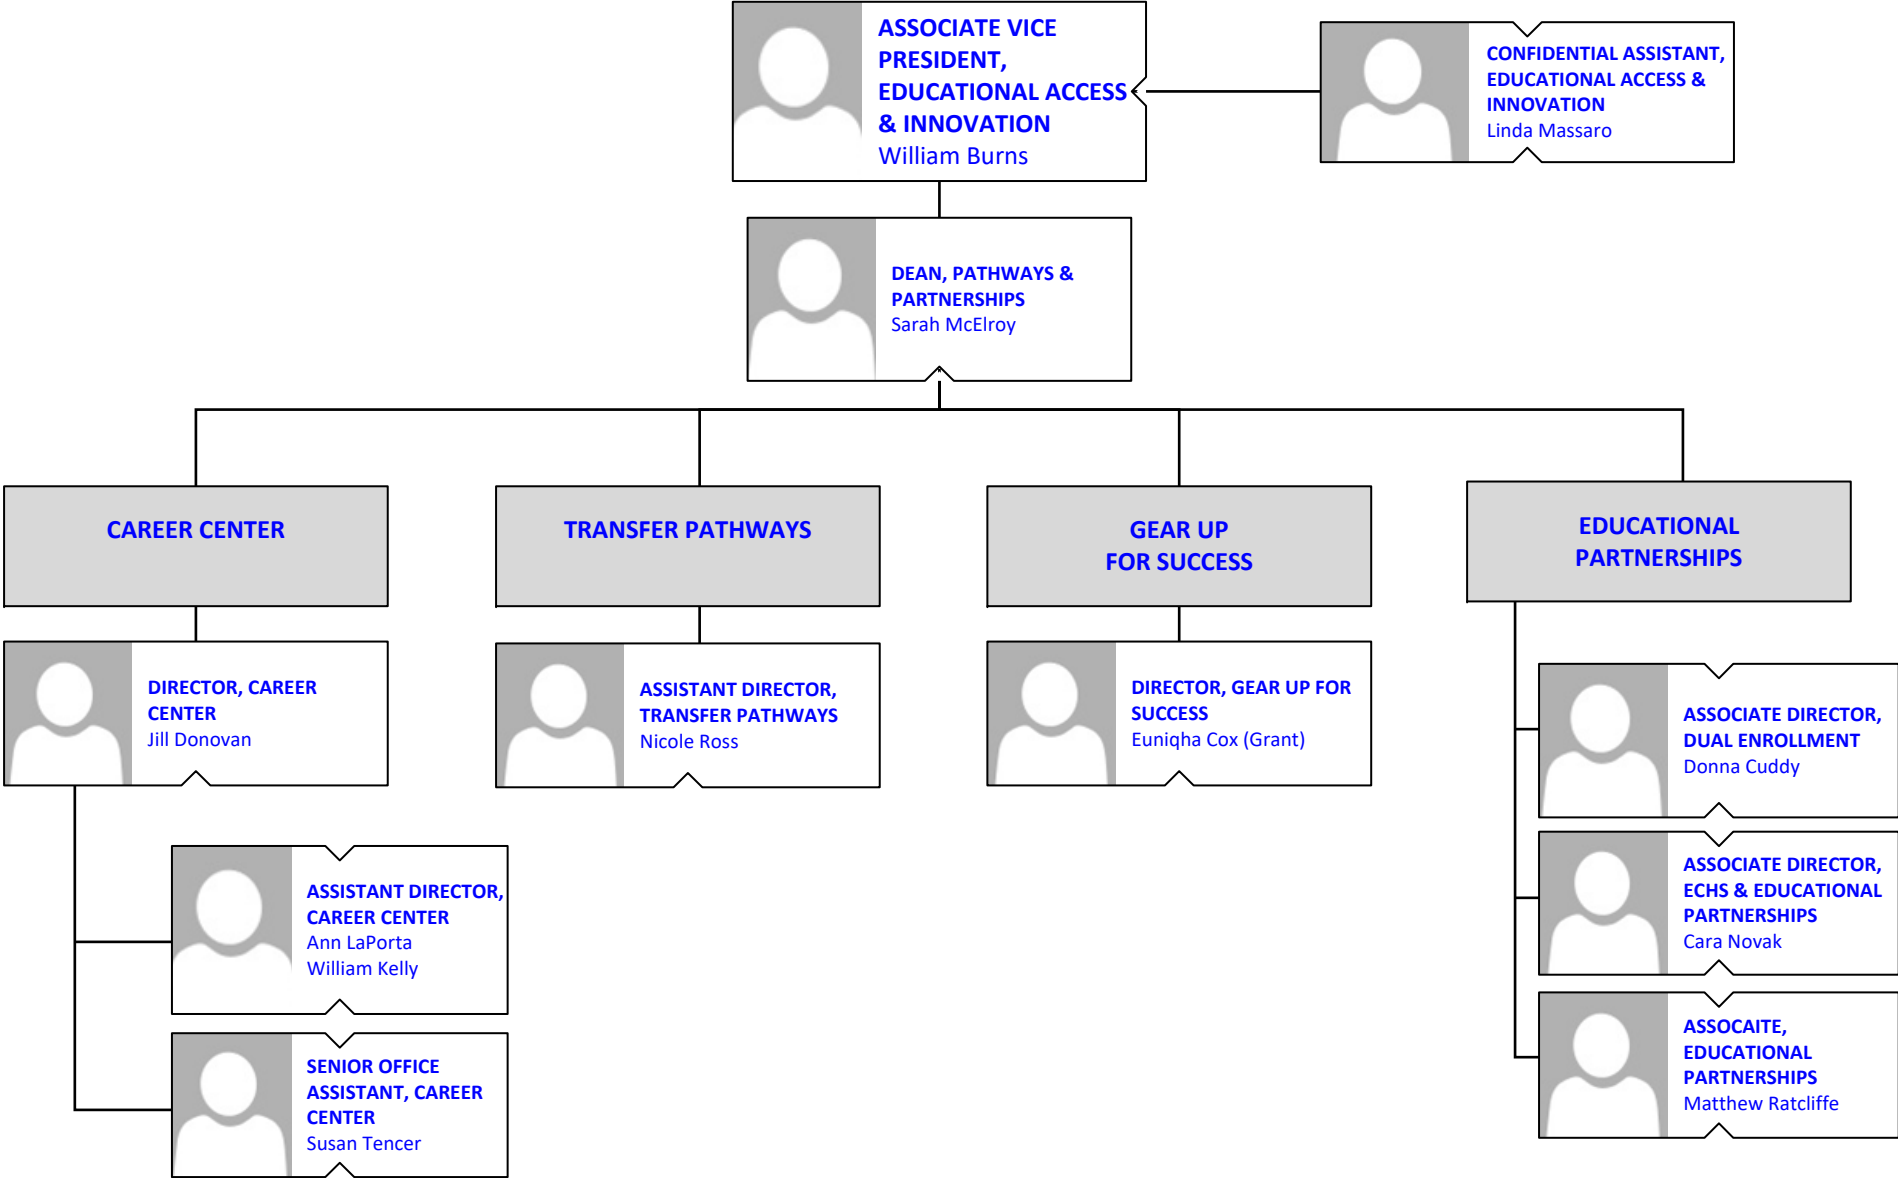 ASSOCIATE VICE
PRESIDENT,
EDUCATIONAL ACCESS
& INNOVATION
William Burns
CONFIDENTIAL ASSISTANT,
EDUCATIONAL ACCESS &
INNOVATION
Linda Massaro
DEAN, PATHWAYS &
PARTNERSHIPS
Sarah McElroy
CAREER CENTER
TRANSFER PATHWAYS
GEAR UP
FOR SUCCESS
EDUCATIONAL
PARTNERSHIPS
DIRECTOR, CAREER
CENTER
Jill Donovan
ASSISTANT DIRECTOR,
TRANSFER PATHWAYS
Nicole Ross
DIRECTOR, GEAR UP FOR
SUCCESS
Euniqha Cox (Grant)
ASSOCIATE DIRECTOR,
DUAL ENROLLMENT
Donna Cuddy
ASSISTANT DIRECTOR,
CAREER CENTER
Ann LaPorta
William Kelly
ASSOCIATE DIRECTOR,
ECHS & EDUCATIONAL
PARTNERSHIPS
Cara Novak
SENIOR OFFICE
ASSISTANT, CAREER
CENTER
Susan Tencer
ASSOCAITE,
EDUCATIONAL
PARTNERSHIPS
Matthew Ratcliffe